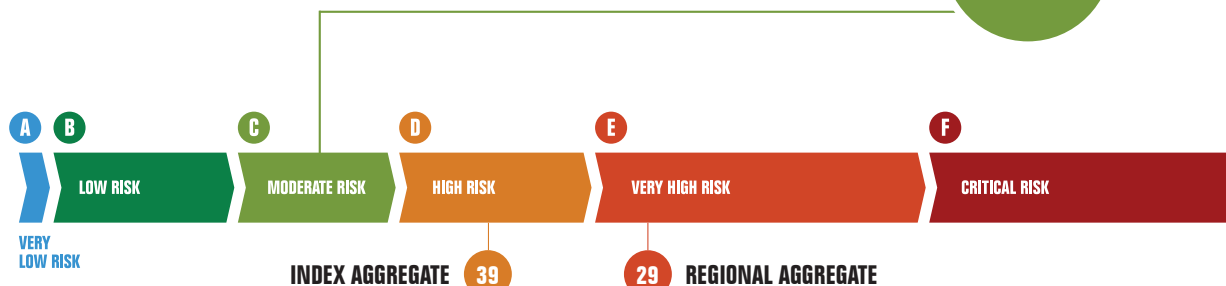 A B C D E F
LOW RISK MODERATE RISK HIGH RISK VERY HIGH RISK CRITICAL RISK
VERY
LOW RISK
INDEX AGGREGATE 39 29 REGIONAL AGGREGATE